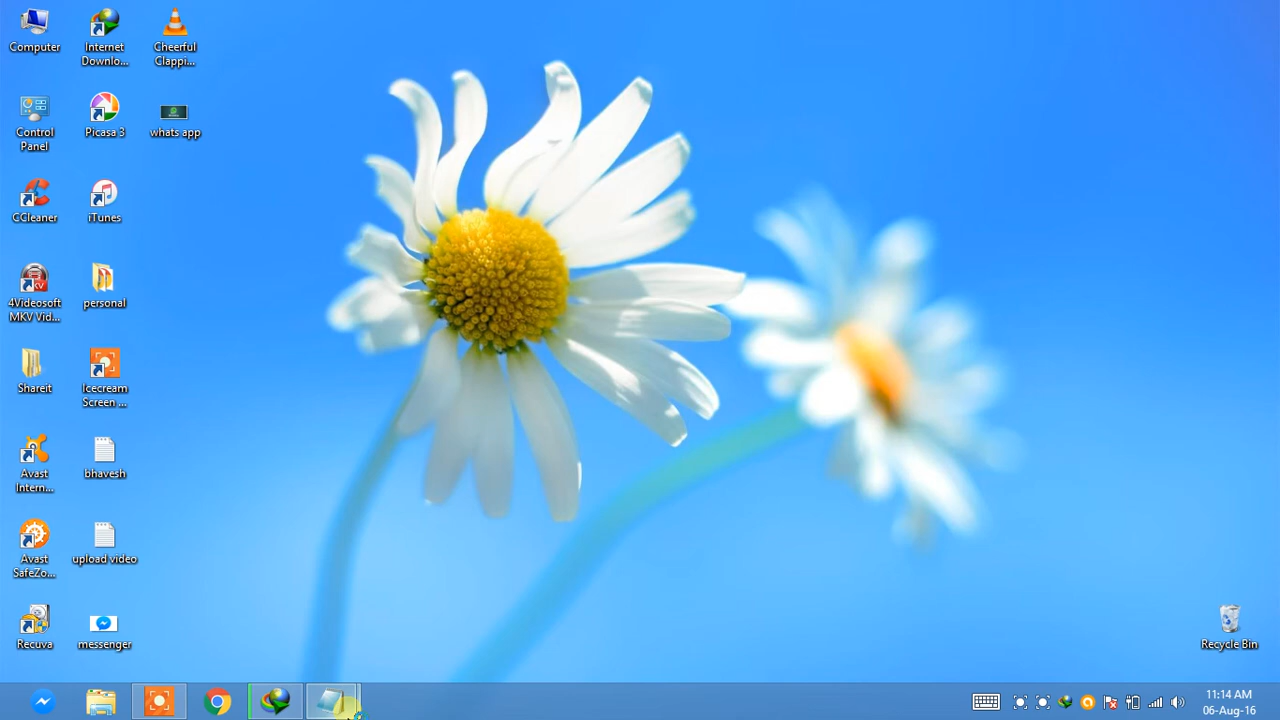 Computer
Internet
Downlo...
Cheerful
Clappi...
Control
Panel
Picasa 3
whats app
CCleaner
iTunes
4Videosoft
MKV Vid...
personal
Shareit
Icecream
Screen ...
Avast
Intern...
bhavesh
Avast
SafeZo...
upload video
Recuva
messenger
Recycle Bin
11:14 AM
06-Aug-16